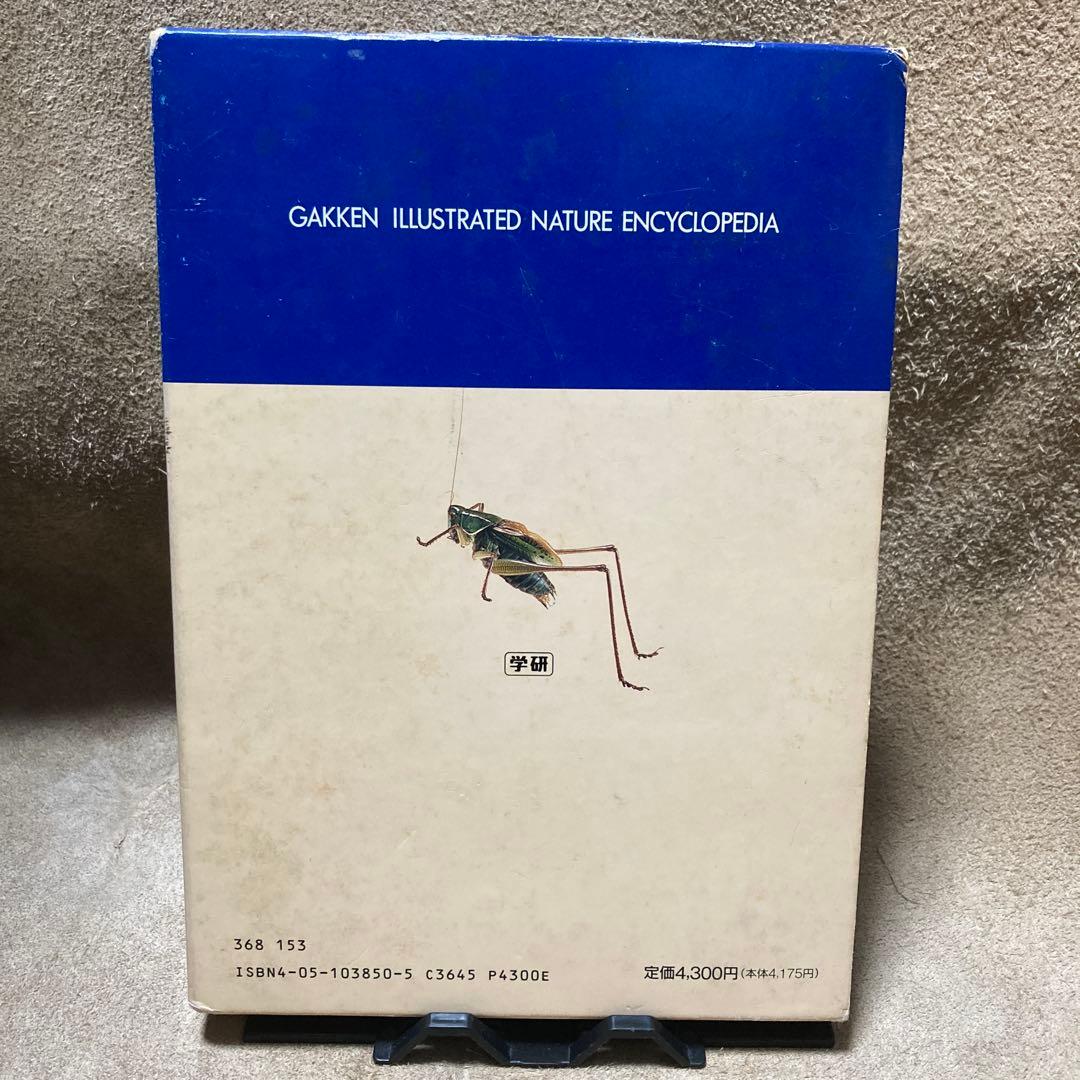 GAKKEN ILLUSTRATED NATURE ENCYCLOPEDIA
学研
368 153
ISBN4-05-103850-5 C3645 P4300E 定価4,300円(本体4,175円)